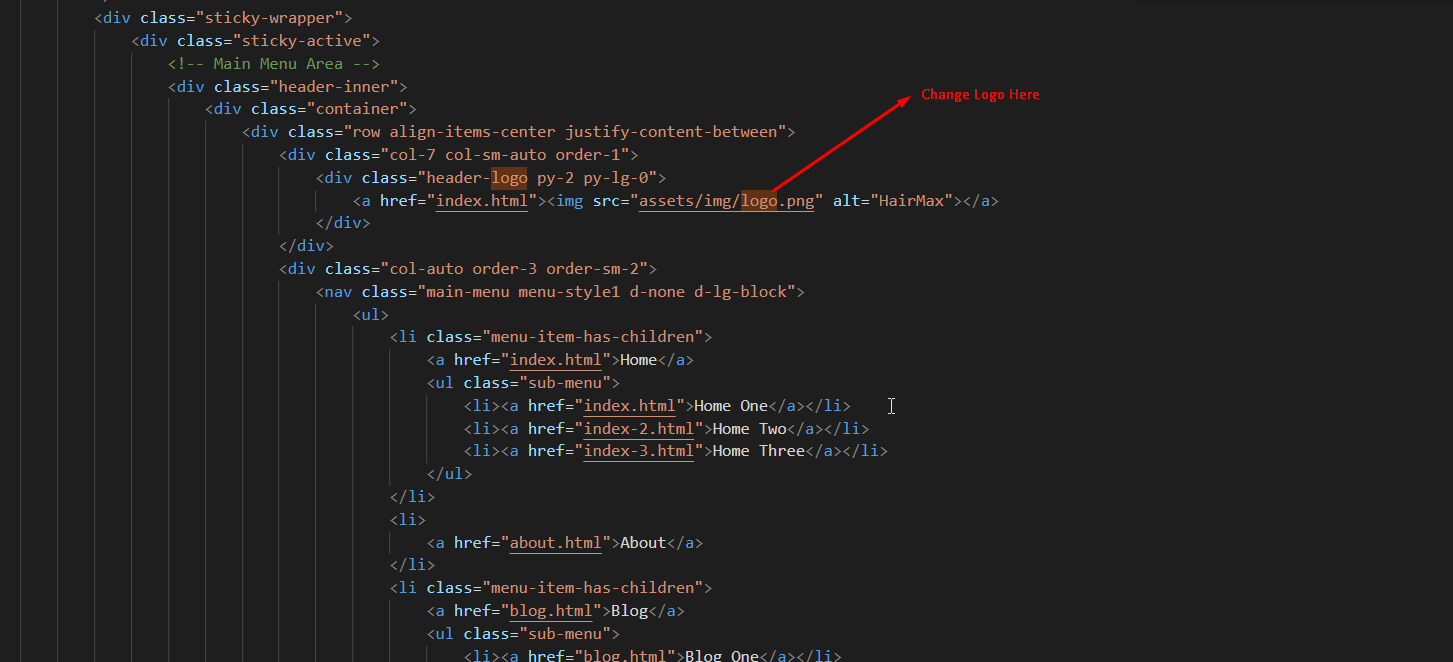 <div class="sticky-wrapper">
<div class="sticky-active">
<!-- Main Menu Area -->
<div class="header-inner">
Change Logo Here
<div class="container">
<div class="row align-items-center justify-content-between">
<div class="col-7 col-sm-auto order-1">
<div class="header-logo py-2 py-lg-0">
<a href="index.html"><img src="assets/img/logo.png" alt="HairMax"></a>
</div>
</div>
<div class="col-auto order-3 order-sm-2">
<nav class="main-menu menu-style1 d-none d-lg-block">
<ul>
<li class="menu-item-has-children">
<a href="index.html">Home</a>
<ul class="sub-menu">
<li><a href="index.html">Home One</a></li>
<li><a href="index-2.html">Home Two</a></li>
<li><a href="index-3.html">Home Three</a></li>
</ul>
</li>
<li>
<a href="about.html">About</a>
</li>
<li class="menu-item-has-children">
<a href="blog.html">Blog</a>
<ul class="sub-menu">
<li><a href="blog.html">Blog One</a></li>